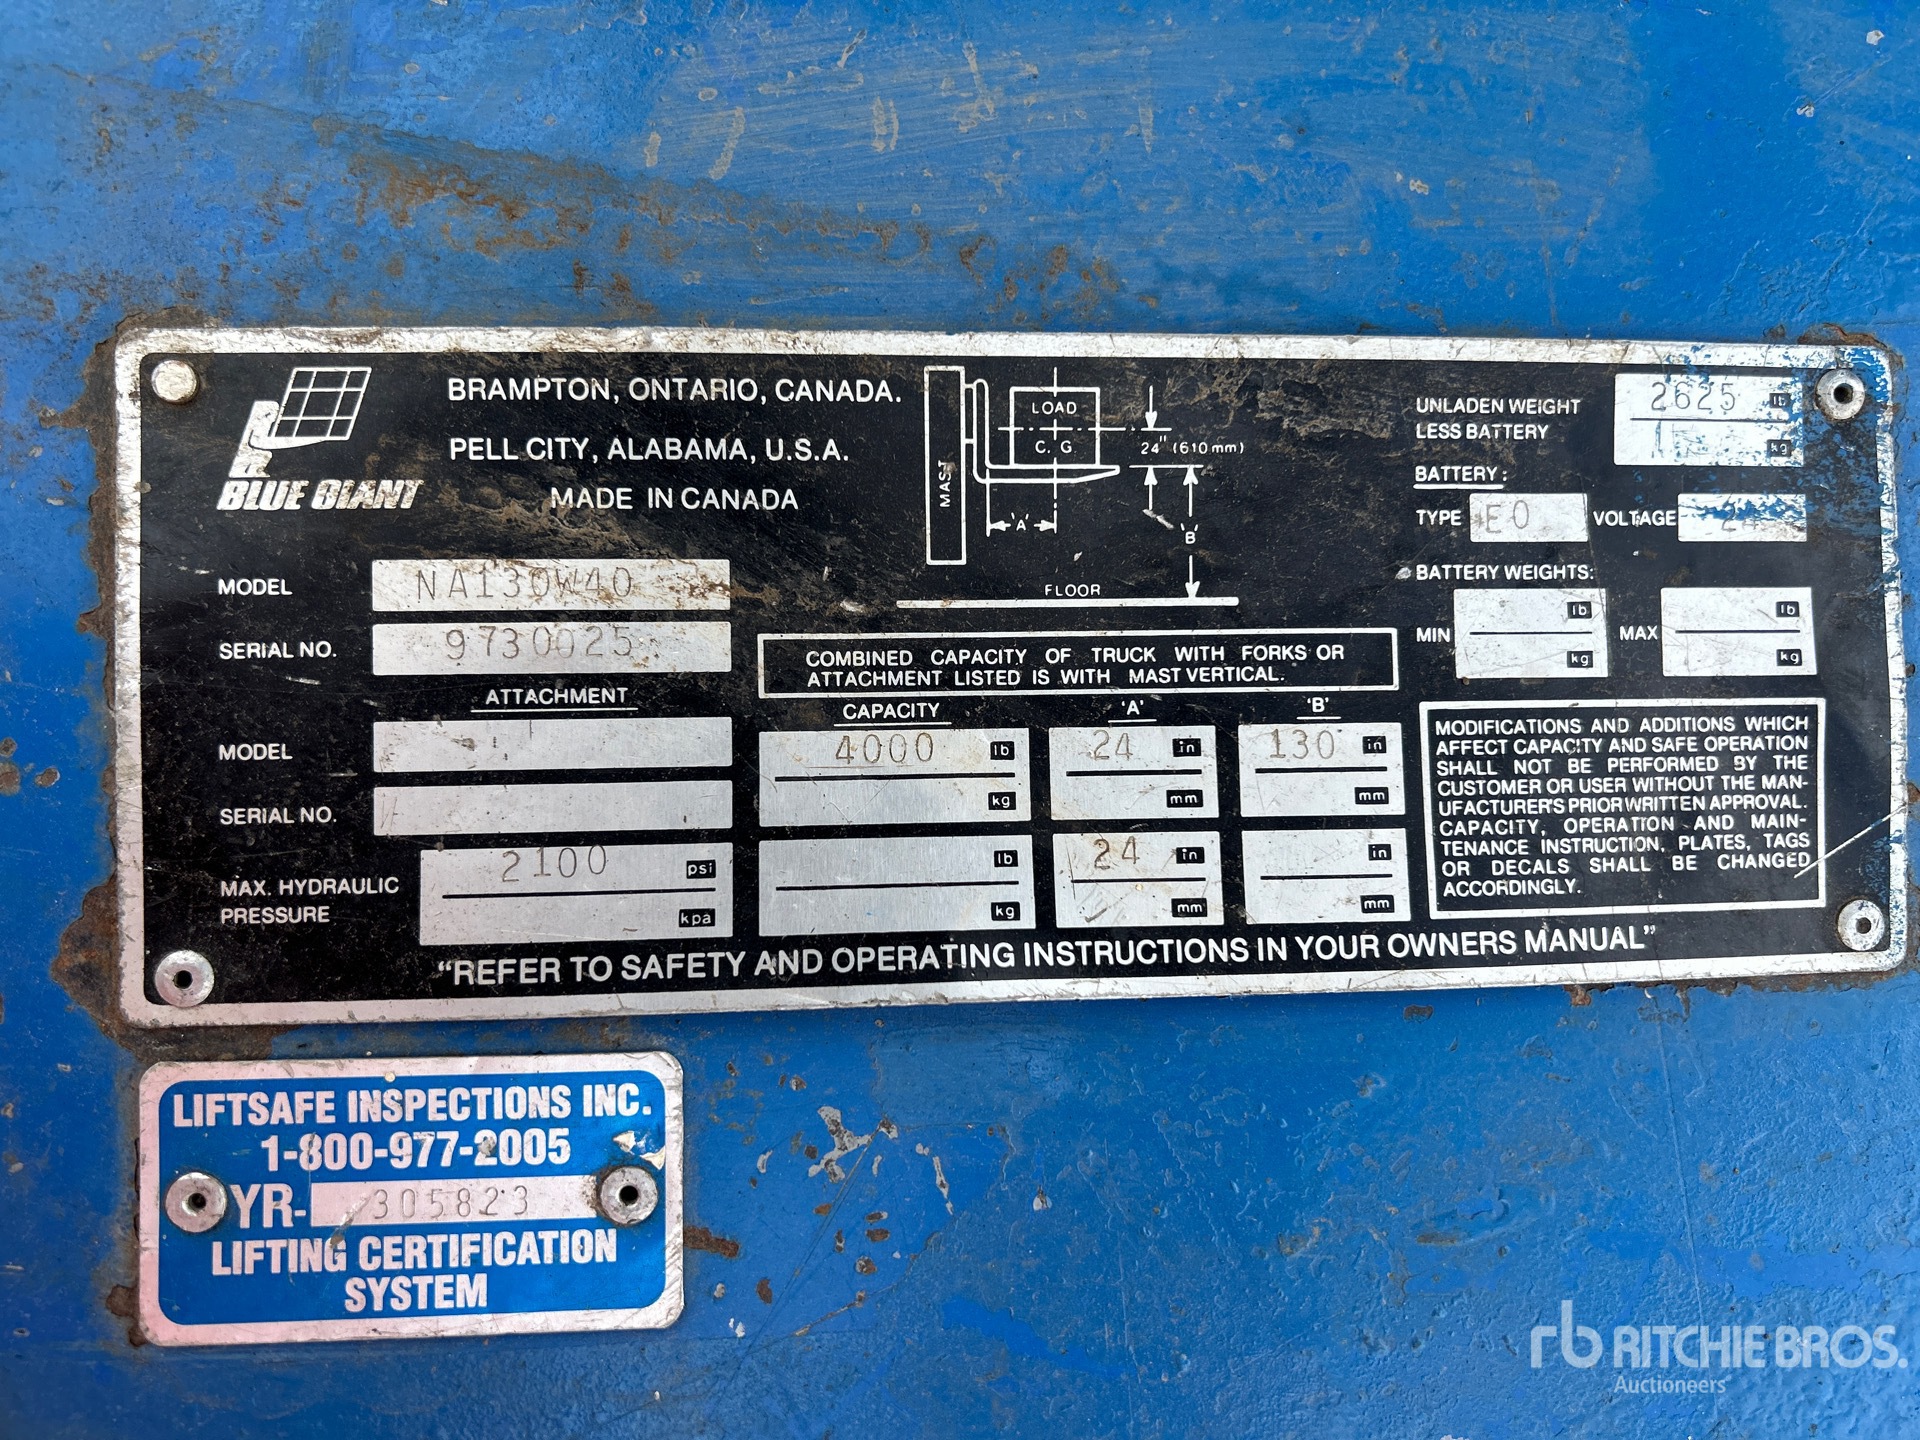 BLUE GIANT
BRAMPTON, ONTARIO, CANADA.
PELL CITY, ALABAMA, U.S.A.
MADE IN CANADA
MODEL NA130W40
SERIAL NO. 9730025
ATTACHMENT
MODEL
SERIAL NO.
MAX. HYDRAULIC
PRESSURE
2100 psi
kpa
MAST
LOAD
C. G.
24" (610mm)
'A'
'B'
FLOOR
COMBINED CAPACITY OF TRUCK WITH FORKS OR
ATTACHMENT LISTED IS WITH MAST VERTICAL.
CAPACITY 'A' 'B'
4000 lb 24 in 130 in
kg mm mm
lb 24 in in
kg mm mm
UNLADEN WEIGHT
LESS BATTERY
2625 lb
kg
BATTERY:
TYPE EO VOLTAGE
BATTERY WEIGHTS:
MIN lb kg MAX lb kg
MODIFICATIONS AND ADDITIONS WHICH
AFFECT CAPACITY AND SAFE OPERATION
SHALL NOT BE PERFORMED BY THE
CUSTOMER OR USER WITHOUT THE MAN-
UFACTURER'S PRIOR WRITTEN APPROVAL.
CAPACITY, OPERATION AND MAIN-
TENANCE INSTRUCTION, PLATES, TAGS
OR DECALS SHALL BE CHANGED
ACCORDINGLY.
"REFER TO SAFETY AND OPERATING INSTRUCTIONS IN YOUR OWNERS MANUAL"
LIFTSAFE INSPECTIONS INC.
1-800-977-2005
YR- 305823
LIFTING CERTIFICATION
SYSTEM
rb RITCHIE BROS.
Auctioneers